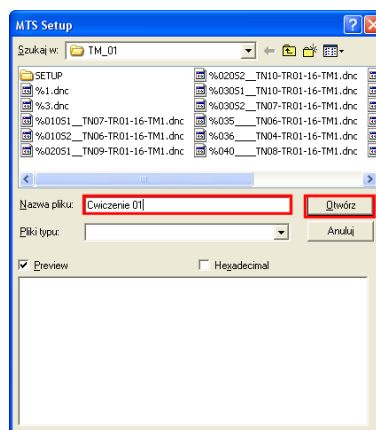 MTS Setup
Szukaj w: TM_01
SETUP
%1.dnc
%3.dnc
%010S1__TN07-TR01-16-TM1.dnc
%010S2__TN06-TR01-16-TM1.dnc
%020S1__TN09-TR01-16-TM1.dnc
%020S2__TN10-TR01-16-TM1.dnc
%030S1__TN10-TR01-16-TM1.dnc
%030S2__TN07-TR01-16-TM1.dnc
%035____TN06-TR01-16-TM1.dnc
%036____TN04-TR01-16-TM1.dnc
%040____TN08-TR01-16-TM1.dnc
Nazwa pliku: Cwiczenie 01 Otwórz
Pliki typu: Anuluj
Preview Hexadecimal